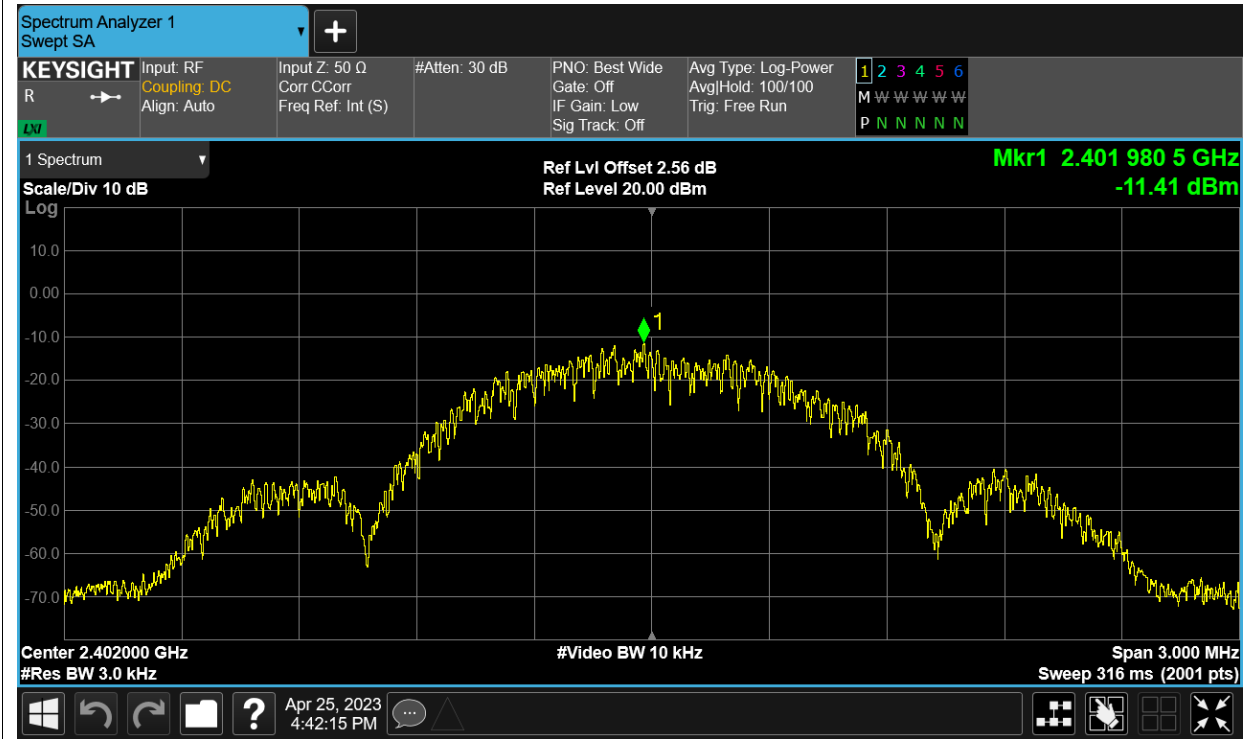 Spectrum Analyzer 1
Swept SA
KEYSIGHT
R
LXI
Input: RF
Coupling: DC
Align: Auto
Input Z: 50 Ω
Corr CCorr
Freq Ref: Int (S)
#Atten: 30 dB
PNO: Best Wide
Gate: Off
IF Gain: Low
Sig Track: Off
Avg Type: Log-Power
Avg|Hold: 100/100
Trig: Free Run
1 2 3 4 5 6
M W W W W W W
P N N N N N N
1 Spectrum
Scale/Div 10 dB
Log
Ref Lvl Offset 2.56 dB
Ref Level 20.00 dBm
Mkr1 2.401 980 5 GHz
-11.41 dBm
10.0
0.00
-10.0
-20.0
-30.0
-40.0
-50.0
-60.0
-70.0
1
Center 2.402000 GHz
#Res BW 3.0 kHz
#Video BW 10 kHz
Span 3.000 MHz
Sweep 316 ms (2001 pts)
?
Apr 25, 2023
4:42:15 PM